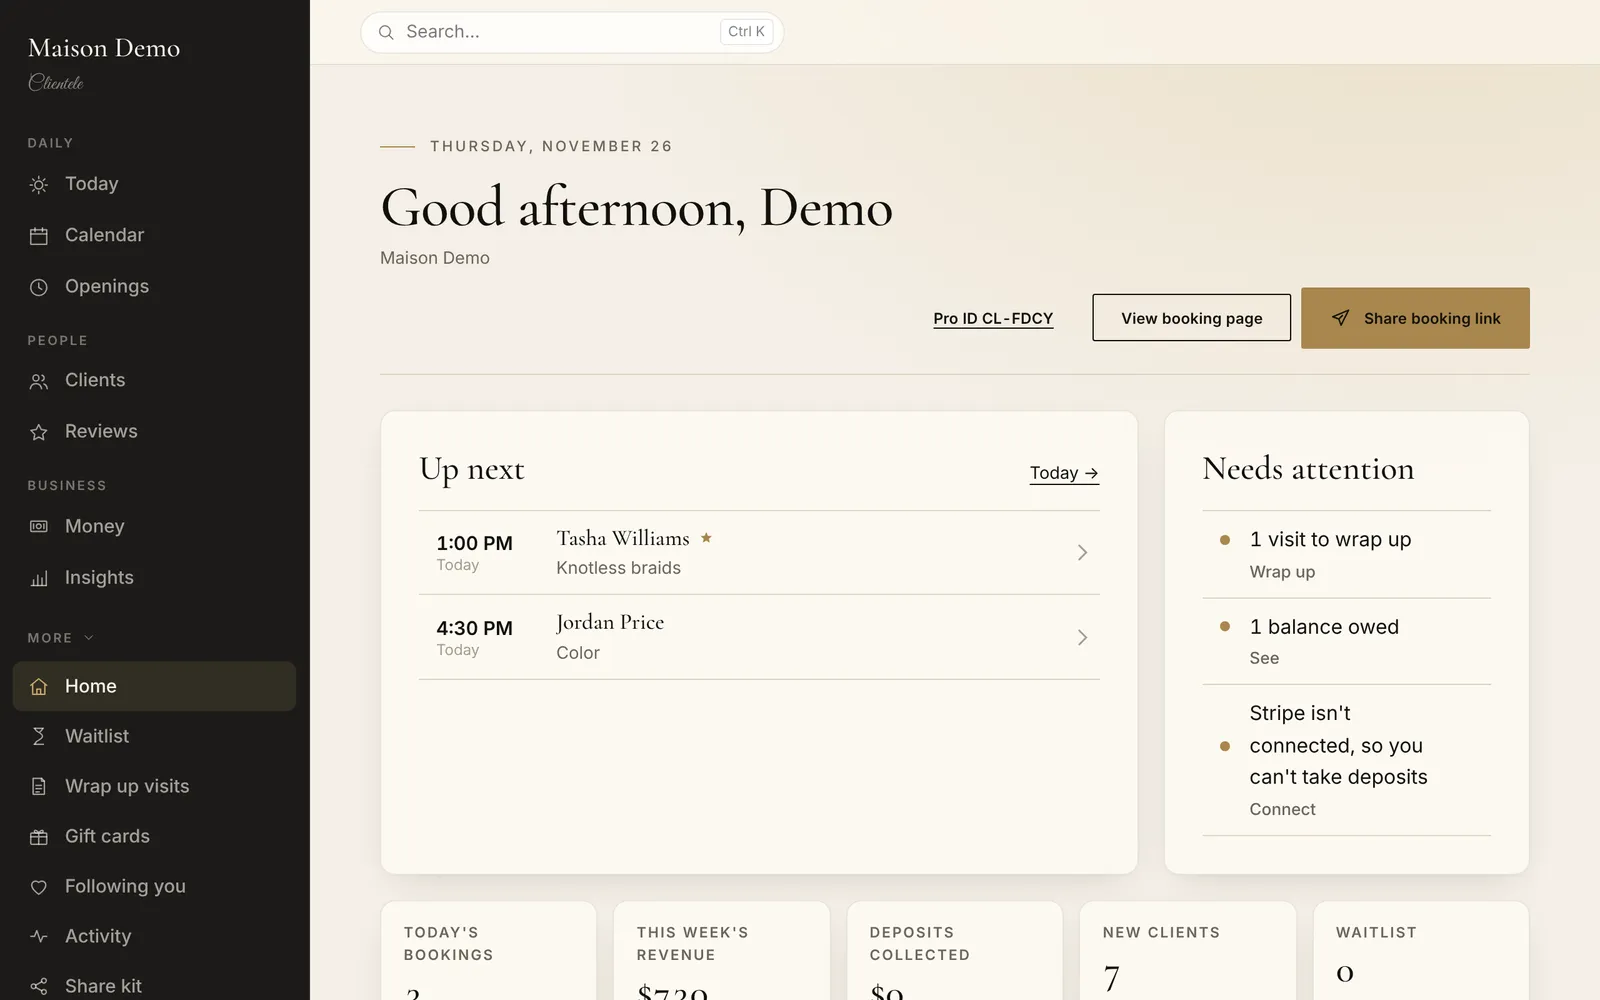 Maison Demo
Clientele
DAILY
Today
Calendar
Openings
PEOPLE
Clients
Reviews
BUSINESS
Money
Insights
MORE
Home
Waitlist
Wrap up visits
Gift cards
Following you
Activity
Share kit
Search...
Ctrl K
THURSDAY, NOVEMBER 26
Good afternoon, Demo
Maison Demo
Pro ID CL-FDCY
View booking page
Share booking link
Up next
Today →
1:00 PM
Today
Tasha Williams ★
Knotless braids
4:30 PM
Today
Jordan Price
Color
Needs attention
1 visit to wrap up
Wrap up
1 balance owed
See
Stripe isn't
connected, so you
can't take deposits
Connect
TODAY'S
BOOKINGS
THIS WEEK'S
REVENUE
$720
DEPOSITS
COLLECTED
$0
NEW CLIENTS
7
WAITLIST
0